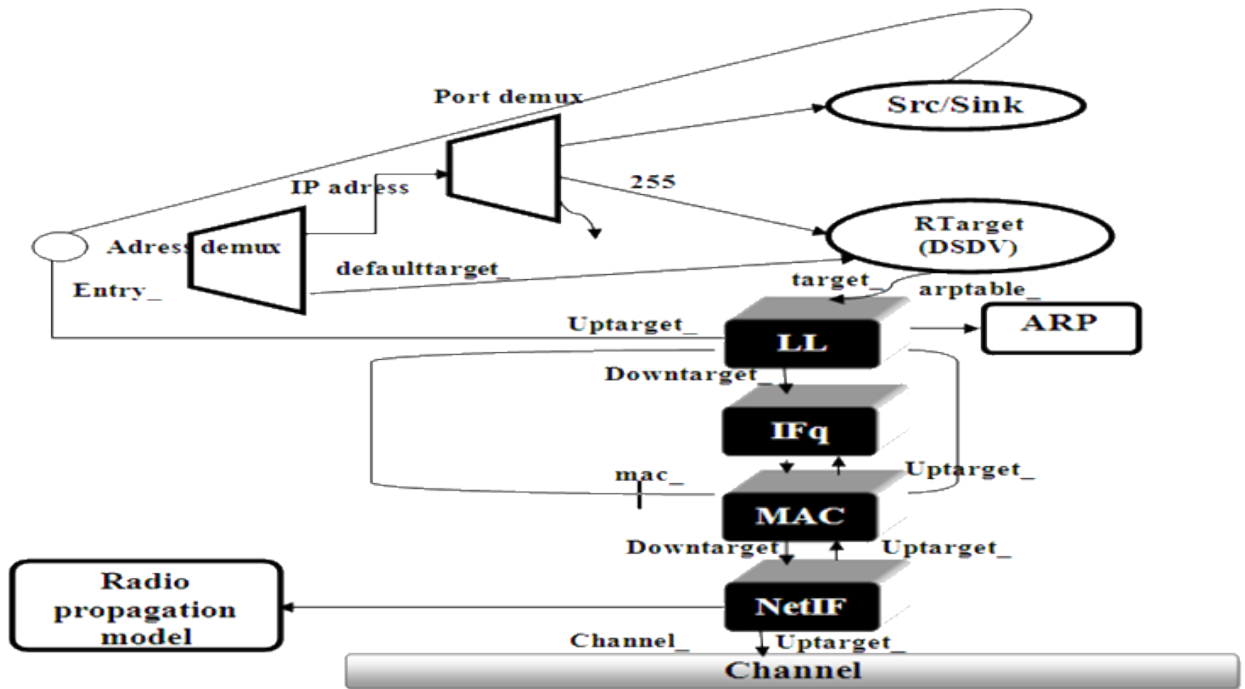 Port demux
Src/Sink
IP adress
255
RTarget
(DSDV)
Adress demux
defaulttarget_
Entry_
target_
arptable_
Uptarget_
ARP
LL
Downtarget_
IFq
Uptarget_
mac_
MAC
Downtarget
Uptarget_
Radio
propagation
model
NetIF
Channel_
Uptarget_
Channel